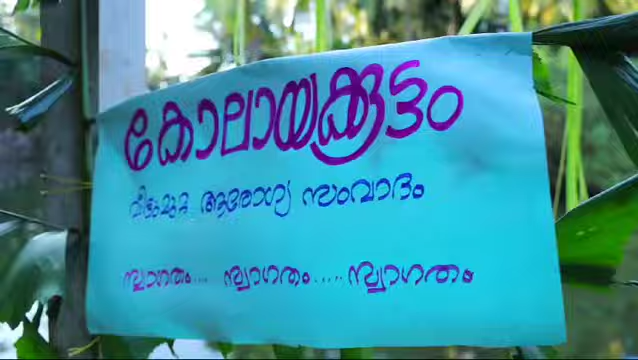 കോലായക്കൂട്ടം
വീട്ടുമുറ്റ ആരോഗ്യ സംവാദം
സ്വാഗതം.... സ്വാഗതം..... സ്വാഗതം